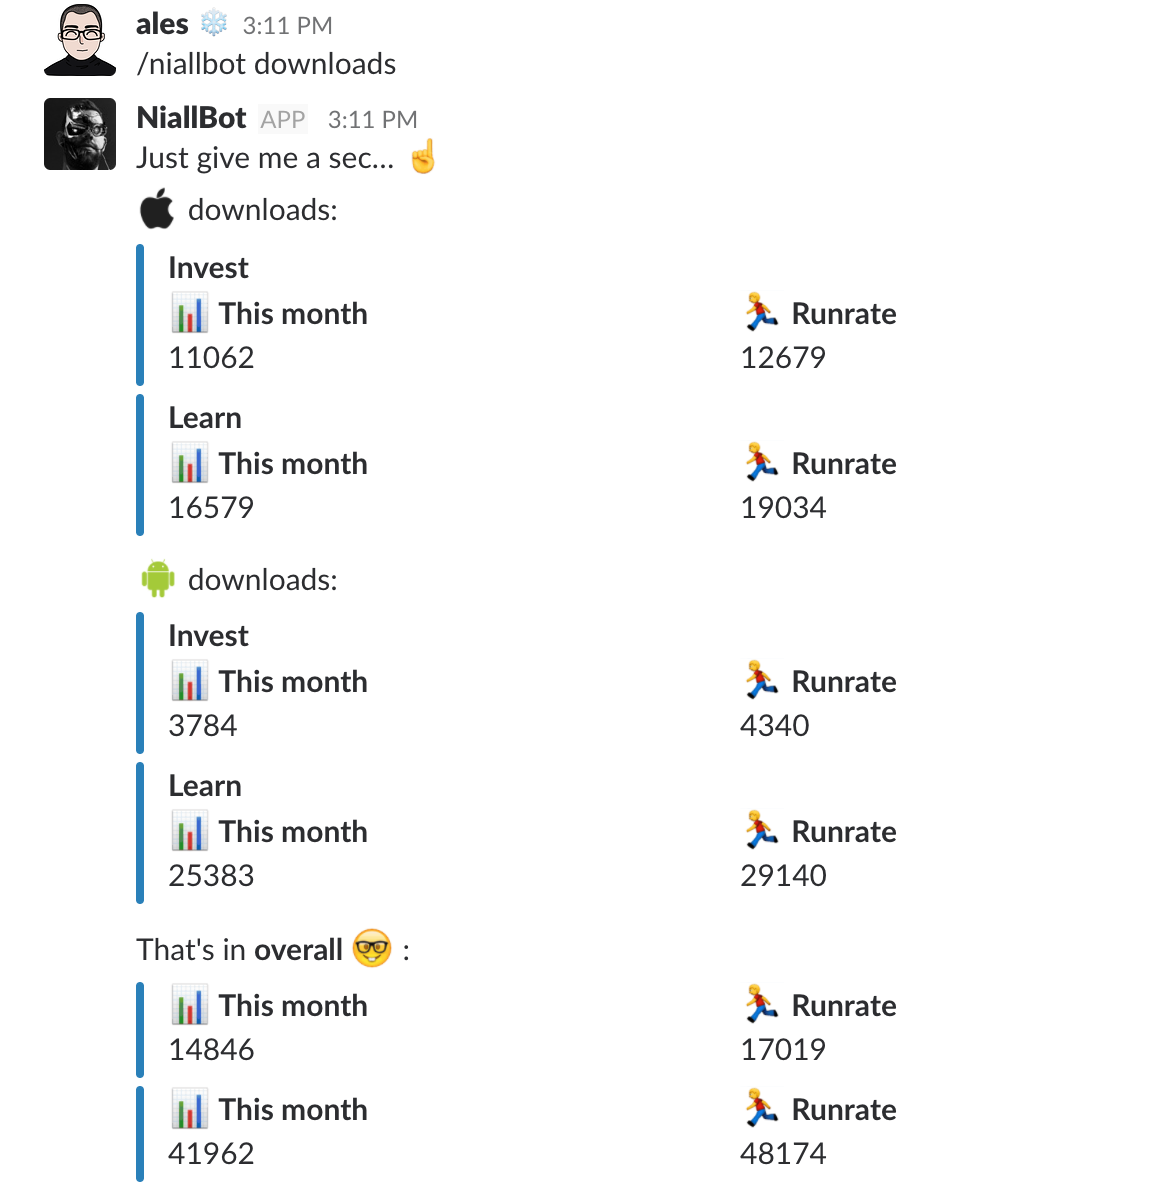 ales 3:11 PM
/niallbot downloads
NiallBot APP 3:11 PM
Just give me a sec...
downloads:
Invest
This month Runrate
11062 12679
Learn
This month Runrate
16579 19034
downloads:
Invest
This month Runrate
3784 4340
Learn
This month Runrate
25383 29140
That's in overall :
This month Runrate
14846 17019
This month Runrate
41962 48174